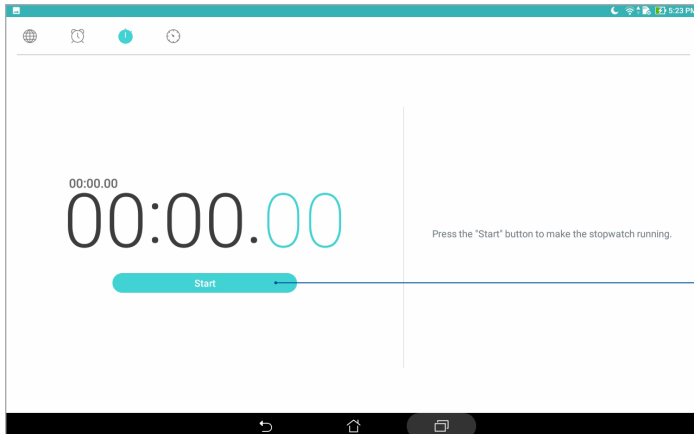 5:23 PM
00:00.00
00:00.00
Press the "Start" button to make the stopwatch running.
Start